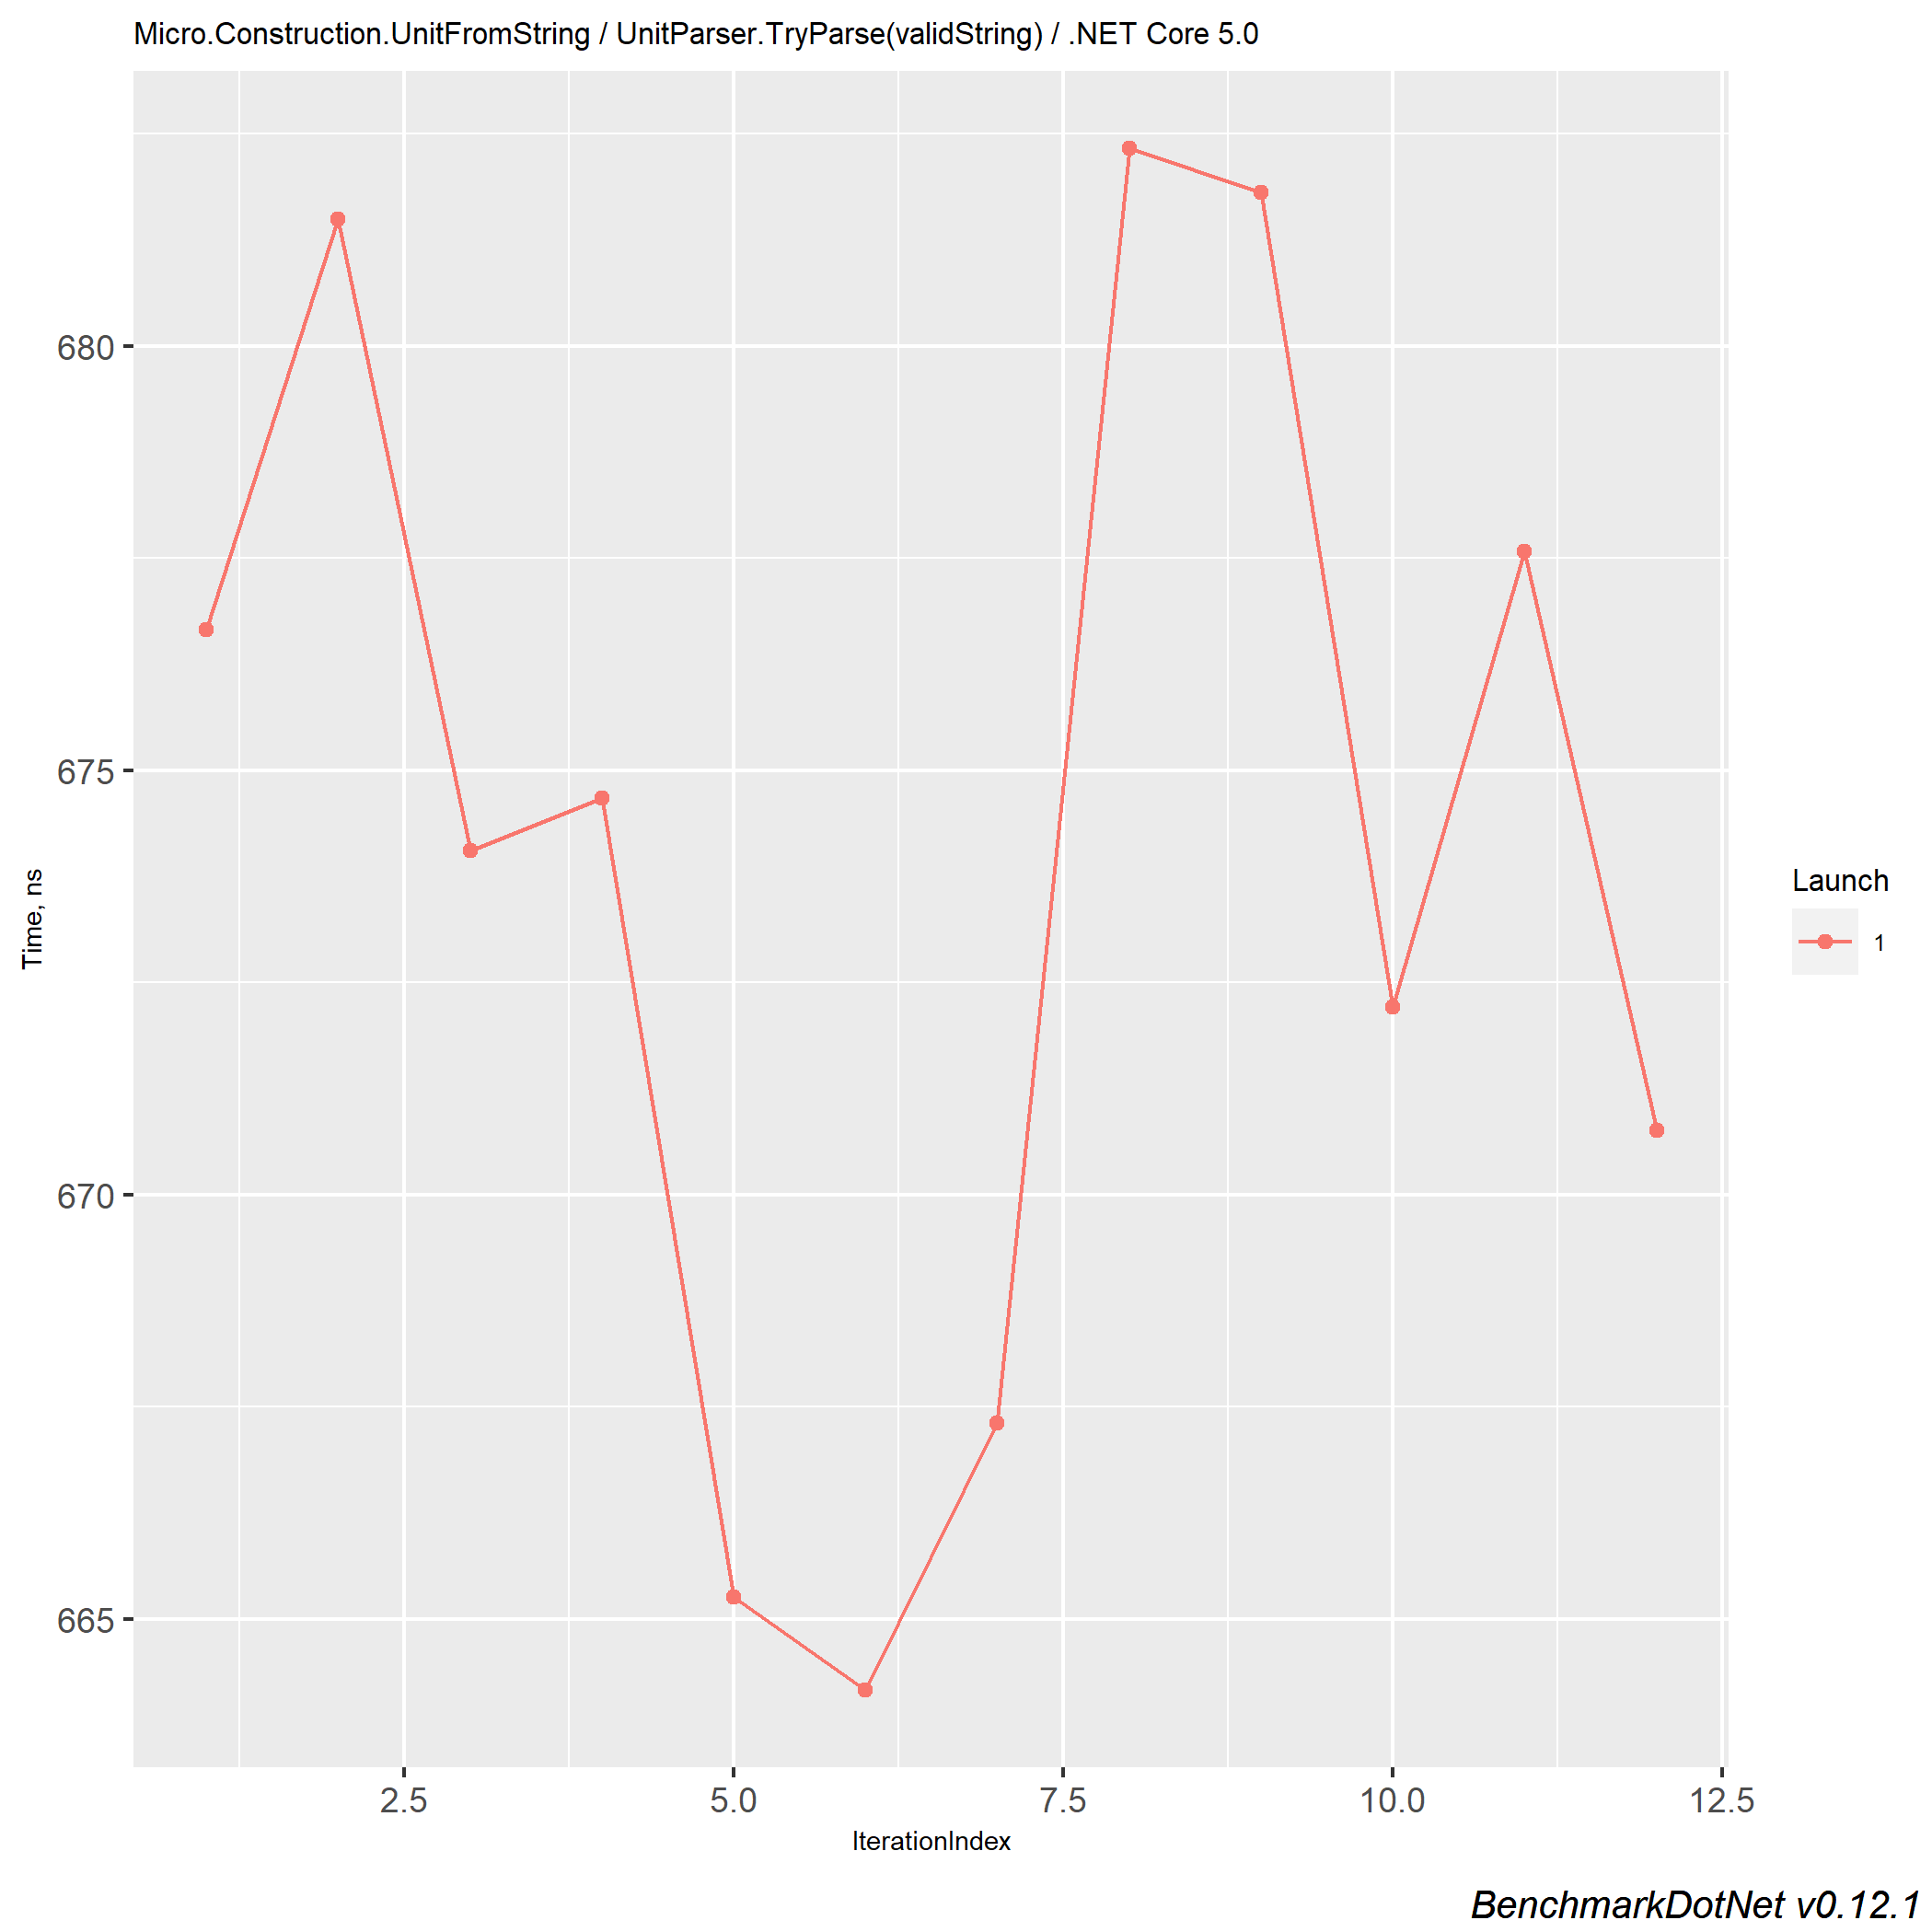 Micro.Construction.UnitFromString / UnitParser.TryParse(validString) / .NET Core 5.0
680
675
670
665
Time, ns
2.5 5.0 7.5 10.0 12.5
IterationIndex
Launch
1
BenchmarkDotNet v0.12.1